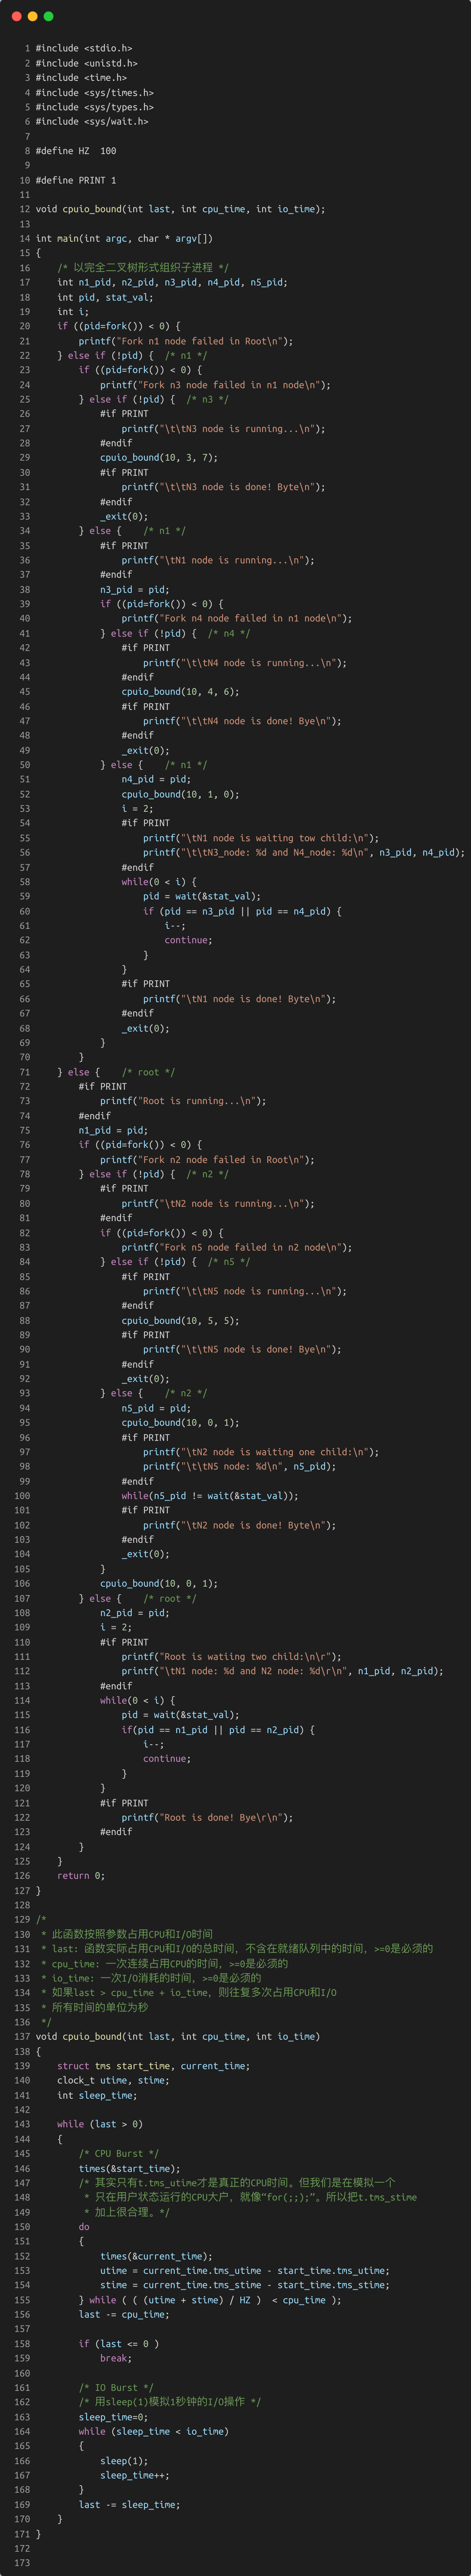 1 #include <stdio.h>
2 #include <unistd.h>
3 #include <time.h>
4 #include <sys/times.h>
5 #include <sys/types.h>
6 #include <sys/wait.h>
7
8 #define HZ  100
9
10 #define PRINT 1
11
12 void cpuio_bound(int last, int cpu_time, int io_time);
13
14 int main(int argc, char * argv[])
15 {
16     /* 以完全二叉树形式组织子进程 */
17     int n1_pid, n2_pid, n3_pid, n4_pid, n5_pid;
18     int pid, stat_val;
19     int i;
20     if ((pid=fork()) < 0) {
21         printf("Fork n1 node failed in Root\n");
22     } else if (!pid) {  /* n1 */
23         if ((pid=fork()) < 0) {
24             printf("Fork n3 node failed in n1 node\n");
25         } else if (!pid) {  /* n3 */
26             #if PRINT
27                 printf("\t\tN3 node is running...\n");
28             #endif
29             cpuio_bound(10, 3, 7);
30             #if PRINT
31                 printf("\t\tN3 node is done! Byte\n");
32             #endif
33             _exit(0);
34         } else {    /* n1 */
35             #if PRINT
36                 printf("\tN1 node is running...\n");
37             #endif
38             n3_pid = pid;
39             if ((pid=fork()) < 0) {
40                 printf("Fork n4 node failed in n1 node\n");
41             } else if (!pid) {  /* n4 */
42                 #if PRINT
43                     printf("\t\tN4 node is running...\n");
44                 #endif
45                 cpuio_bound(10, 4, 6);
46                 #if PRINT
47                     printf("\t\tN4 node is done! Bye\n");
48                 #endif
49                 _exit(0);
50             } else {    /* n1 */
51                 n4_pid = pid;
52                 cpuio_bound(10, 1, 0);
53                 i = 2;
54                 #if PRINT
55                     printf("\tN1 node is waiting tow child:\n");
56                     printf("\t\tN3_node: %d and N4_node: %d\n", n3_pid, n4_pid);
57                 #endif
58                 while(0 < i) {
59                     pid = wait(&stat_val);
60                     if (pid == n3_pid || pid == n4_pid) {
61                         i--;
62                         continue;
63                     }
64                 }
65                 #if PRINT
66                     printf("\tN1 node is done! Byte\n");
67                 #endif
68                 _exit(0);
69             }
70         }
71     } else {    /* root */
72         #if PRINT
73             printf("Root is running...\n");
74         #endif
75         n1_pid = pid;
76         if ((pid=fork()) < 0) {
77             printf("Fork n2 node failed in Root\n");
78         } else if (!pid) {  /* n2 */
79             #if PRINT
80                 printf("\tN2 node is running...\n");
81             #endif
82             if ((pid=fork()) < 0) {
83                 printf("Fork n5 node failed in n2 node\n");
84             } else if (!pid) {  /* n5 */
85                 #if PRINT
86                     printf("\t\tN5 node is running...\n");
87                 #endif
88                 cpuio_bound(10, 5, 5);
89                 #if PRINT
90                     printf("\t\tN5 node is done! Bye\n");
91                 #endif
92                 _exit(0);
93             } else {    /* n2 */
94                 n5_pid = pid;
95                 cpuio_bound(10, 0, 1);
96                 #if PRINT
97                     printf("\tN2 node is waiting one child:\n");
98                     printf("\t\tN5 node: %d\n", n5_pid);
99                 #endif
100                 while(n5_pid != wait(&stat_val));
101                 #if PRINT
102                     printf("\tN2 node is done! Byte\n");
103                 #endif
104                 _exit(0);
105             }
106             cpuio_bound(10, 0, 1);
107         } else {    /* root */
108             n2_pid = pid;
109             i = 2;
110             #if PRINT
111                 printf("Root is watiing two child:\n\r");
112                 printf("\tN1 node: %d and N2 node: %d\r\n", n1_pid, n2_pid);
113             #endif
114             while(0 < i) {
115                 pid = wait(&stat_val);
116                 if(pid == n1_pid || pid == n2_pid) {
117                     i--;
118                     continue;
119                 }
120             }
121             #if PRINT
122                 printf("Root is done! Bye\r\n");
123             #endif
124         }
125     }
126     return 0;
127 }
128
129 /*
130  * 此函数按照参数占用CPU和I/O时间
131  * last: 函数实际占用CPU和I/O的总时间，不含在就绪队列中的时间，>=0是必须的
132  * cpu_time: 一次连续占用CPU的时间，>=0是必须的
133  * io_time: 一次I/O消耗的时间，>=0是必须的
134  * 如果last > cpu_time + io_time，则往复多次占用CPU和I/O
135  * 所有时间的单位为秒
136  */
137 void cpuio_bound(int last, int cpu_time, int io_time)
138 {
139     struct tms start_time, current_time;
140     clock_t utime, stime;
141     int sleep_time;
142
143     while (last > 0)
144     {
145         /* CPU Burst */
146         times(&start_time);
147         /* 其实只有t.tms_utime才是真正的CPU时间。但我们是在模拟一个
148          * 只在用户状态运行的CPU大户，就像“for(;;);”。所以把t.tms_stime
149          * 加上很合理。*/
150         do
151         {
152             times(&current_time);
153             utime = current_time.tms_utime - start_time.tms_utime;
154             stime = current_time.tms_stime - start_time.tms_stime;
155         } while ( ( (utime + stime) / HZ )  < cpu_time );
156         last -= cpu_time;
157
158         if (last <= 0 )
159             break;
160
161         /* IO Burst */
162         /* 用sleep(1)模拟1秒钟的I/O操作 */
163         sleep_time=0;
164         while (sleep_time < io_time)
165         {
166             sleep(1);
167             sleep_time++;
168         }
169         last -= sleep_time;
170     }
171 }
172
173